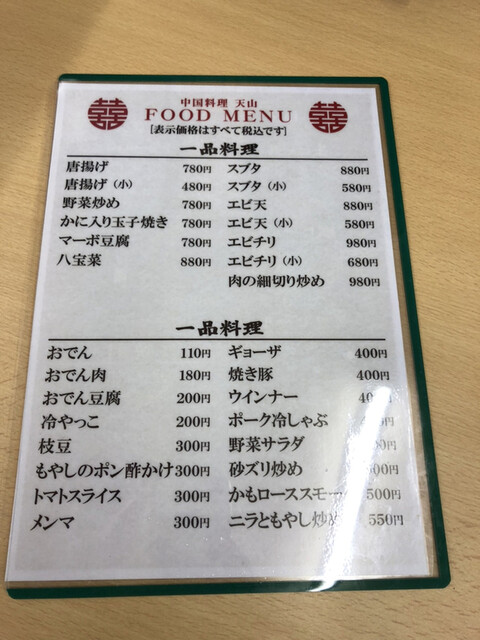 中国料理 天山
FOOD MENU
[表示価格はすべて税込です]
一品料理
唐揚げ 780円 スブタ 880円
唐揚げ(小) 480円 スブタ(小) 580円
野菜炒め 780円 エビ天 880円
かに入り玉子焼き 780円 エビ天(小) 580円
マーボ豆腐 780円 エビチリ 980円
八宝菜 880円 エビチリ(小) 680円
肉の細切り炒め 980円
一品料理
おでん 110円 ギョーザ 400円
おでん肉 180円 焼き豚 400円
おでん豆腐 200円 ウインナー
冷やっこ 200円 ポーク冷しゃぶ
枝豆 300円 野菜サラダ
もやしのポン酢かけ 300円 砂ズリ炒め
トマトスライス 300円 かもローススモーク 500円
メンマ 300円 ニラともやし炒め 550円